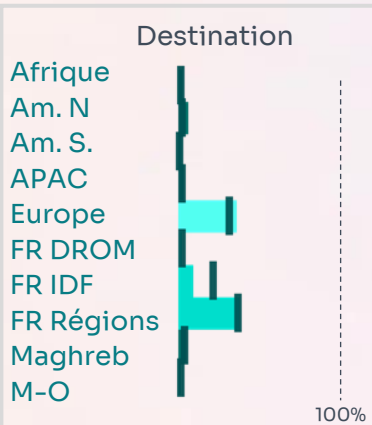 Destination
Afrique
Am. N
Am. S.
APAC
Europe
FR DROM
FR IDF
FR Régions
Maghreb
M-O
100%